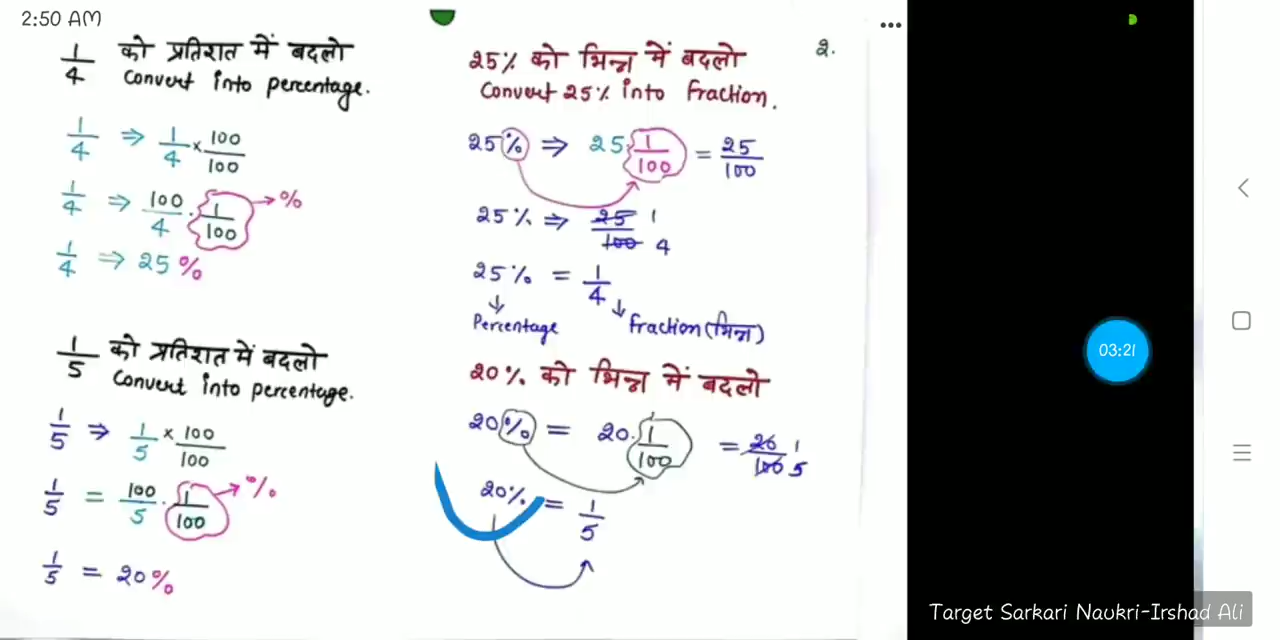 2:50 AM
1/4 को प्रतिशत में बदलो
Convert into percentage.
1/4 ⇒ 1/4 × 100/100
1/4 ⇒ 100/4 · 1/100 → %
1/4 ⇒ 25%
1/5 को प्रतिशत में बदलो
Convert into percentage.
1/5 ⇒ 1/5 × 100/100
1/5 = 100/5 · 1/100 → %
1/5 = 20%
2.
25% को भिन्न में बदलो
Convert 25% into Fraction.
25% ⇒ 25 · 1/100 = 25/100
25% ⇒ 25/100 1 4
25% = 1/4
Percentage Fraction (भिन्न)
20% को भिन्न में बदलो
20% = 20 · 1/100 = 20/100 1 5
20% = 1/5
03:21
Target Sarkari Naukri-Irshad Ali